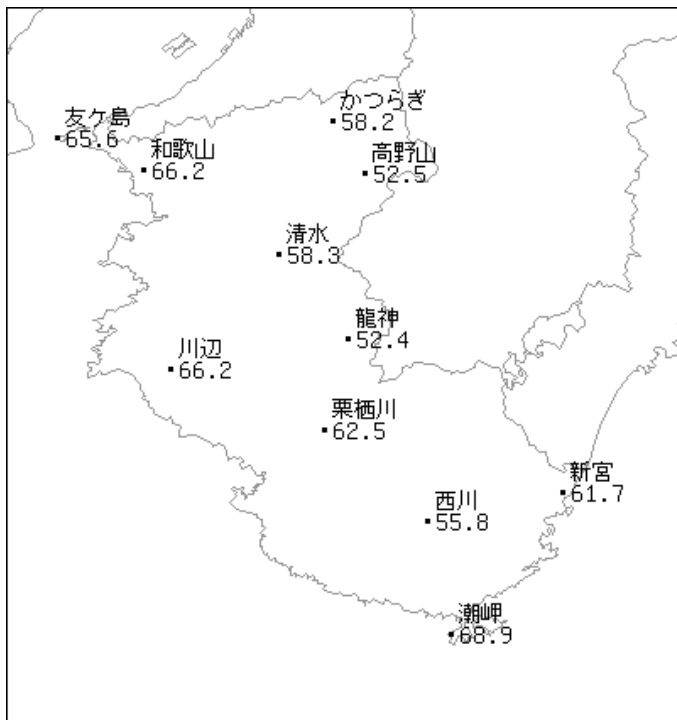 かつらぎ
58.2
友ケ島
65.6
和歌山
66.2
高野山
52.5
清水
58.3
龍神
52.4
川辺
66.2
栗栖川
62.5
新宮
61.7
西川
55.8
潮岬
68.9